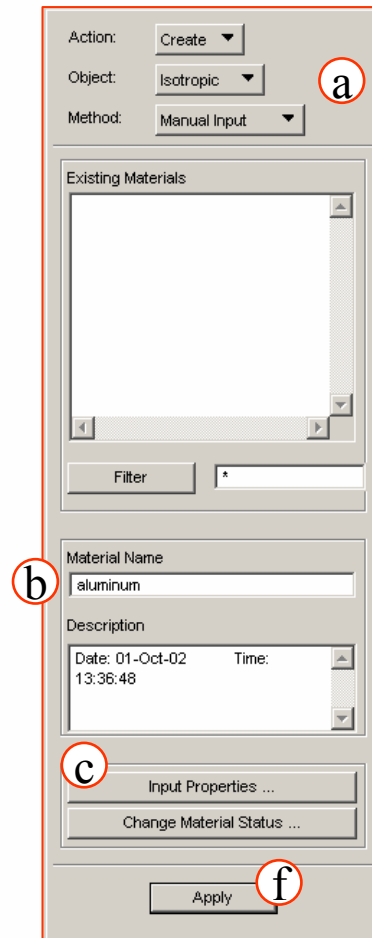 Action: Create
Object: Isotropic
a
Method: Manual Input
Existing Materials
Filter *
Material Name
b
aluminum
Description
Date: 01-Oct-02 Time:
13:36:48
c
Input Properties ...
Change Material Status ...
f
Apply